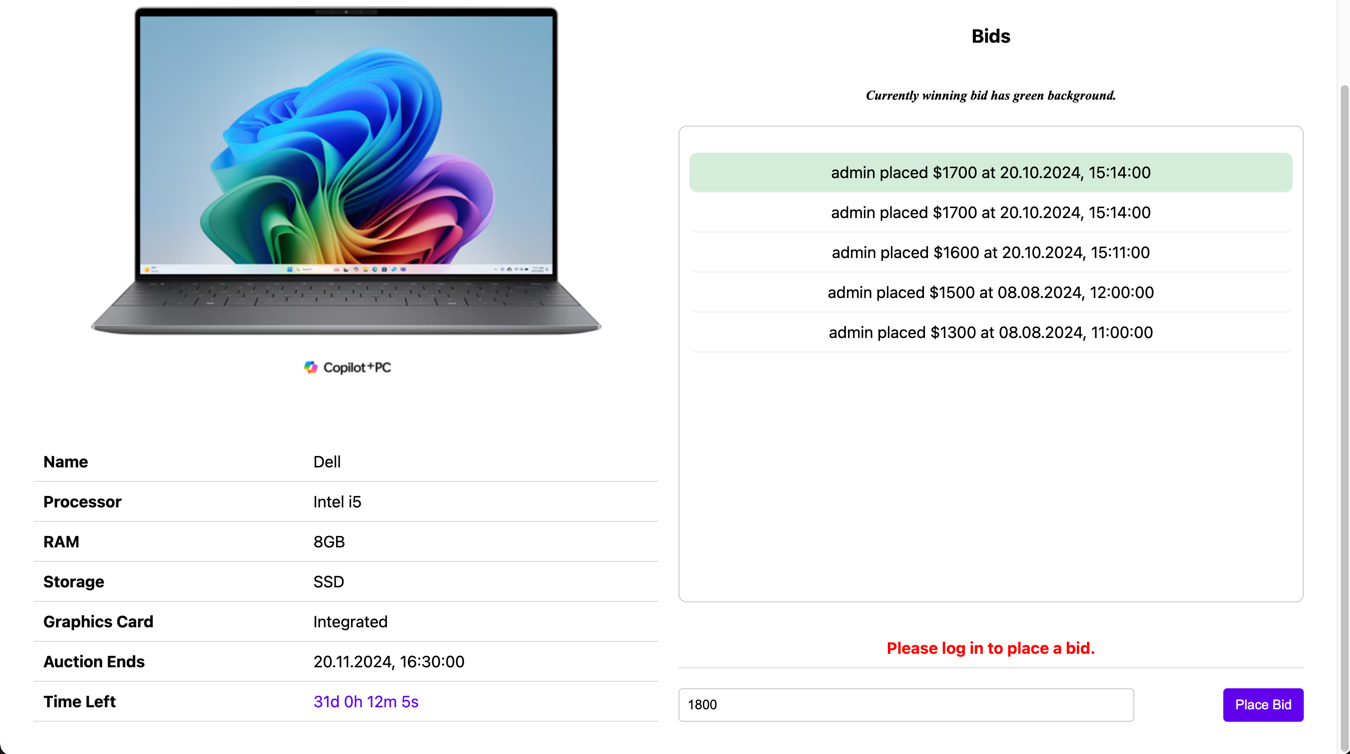 Copilot+PC
Name Dell
Processor Intel i5
RAM 8GB
Storage SSD
Graphics Card Integrated
Auction Ends 20.11.2024, 16:30:00
Time Left 31d 0h 12m 5s
Bids
Currently winning bid has green background.
admin placed $1700 at 20.10.2024, 15:14:00
admin placed $1700 at 20.10.2024, 15:14:00
admin placed $1600 at 20.10.2024, 15:11:00
admin placed $1500 at 08.08.2024, 12:00:00
admin placed $1300 at 08.08.2024, 11:00:00
Please log in to place a bid.
1800 Place Bid